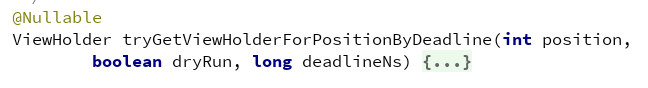 @Nullable
ViewHolder tryGetViewHolderForPositionByDeadline(int position,
boolean dryRun, long deadlineNs) {...}